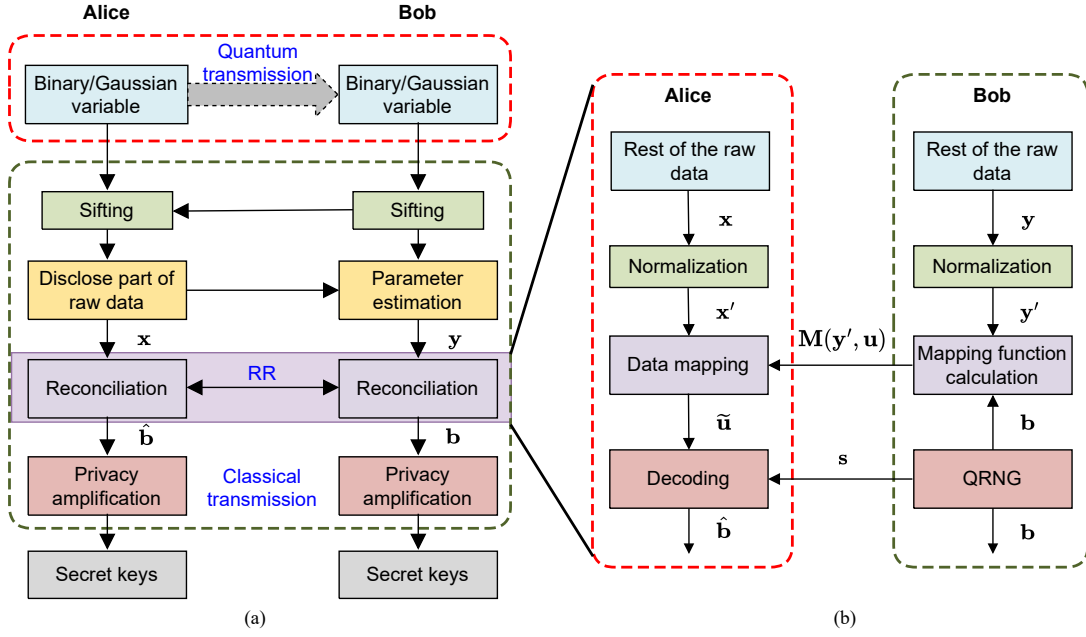 Alice
Bob
Quantum
transmission
Binary/Gaussian
variable
Binary/Gaussian
variable
Sifting
Sifting
Disclose part of
raw data
Parameter
estimation
x
y
Reconciliation
RR
Reconciliation
b̂
b
Privacy
amplification
Classical
transmission
Privacy
amplification
Secret keys
Secret keys
(a)
Alice
Bob
Rest of the raw
data
Rest of the raw
data
x
y
Normalization
Normalization
x′
y′
M(y′, u)
Data mapping
Mapping function
calculation
ũ
b
s
Decoding
QRNG
b̂
b
(b)